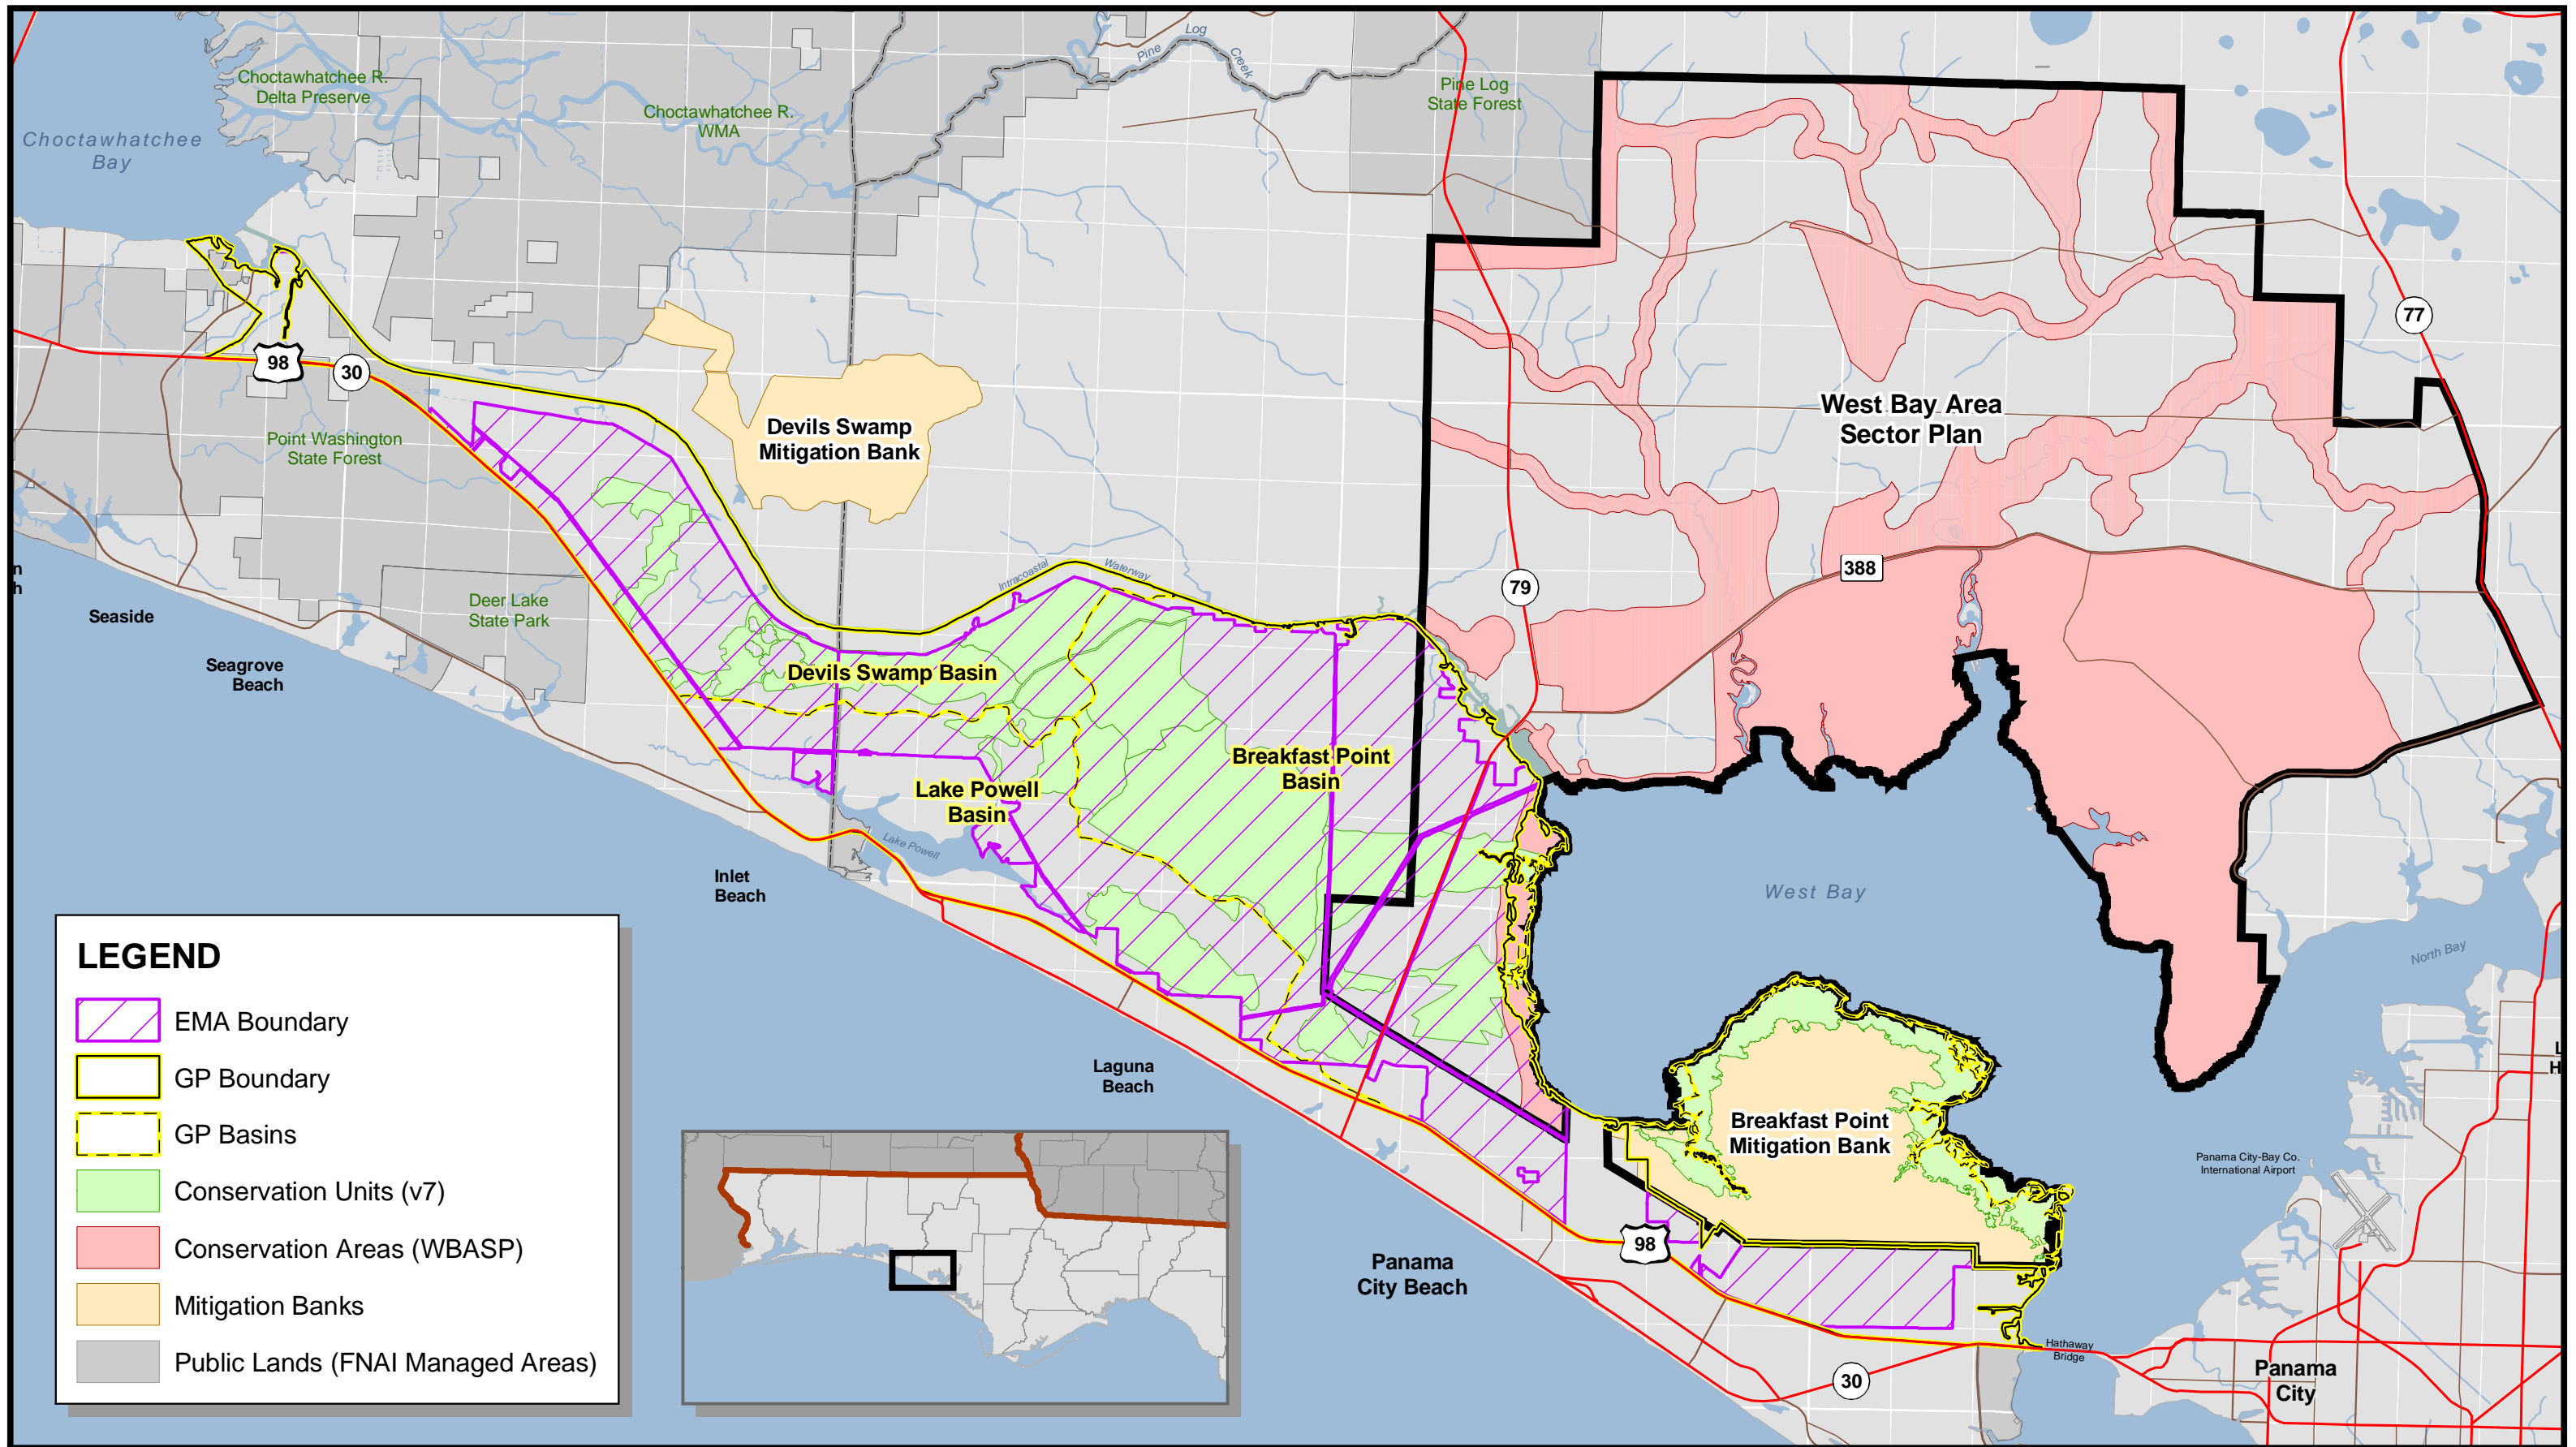 Pine
Log
Creek
Choctawhatchee R.
Delta Preserve
Choctawhatchee R.
WMA
Pine Log
State Forest
Choctawhatchee
Bay
77
98
30
West Bay Area
Sector Plan
Devils Swamp
Mitigation Bank
Point Washington
State Forest
Intracoastal
Waterway
388
79
Deer Lake
State Park
Seaside
Seagrove
Beach
Devils Swamp Basin
Breakfast Point
Basin
Lake Powell
Basin
Lake Powell
Inlet
Beach
West Bay
North Bay
LEGEND
EMA Boundary
GP Boundary
GP Basins
Conservation Units (v7)
Conservation Areas (WBASP)
Mitigation Banks
Public Lands (FNAI Managed Areas)
Laguna
Beach
Breakfast Point
Mitigation Bank
Panama City-Bay Co.
International Airport
98
Panama
City Beach
Hathaway
Bridge
30
Panama
City